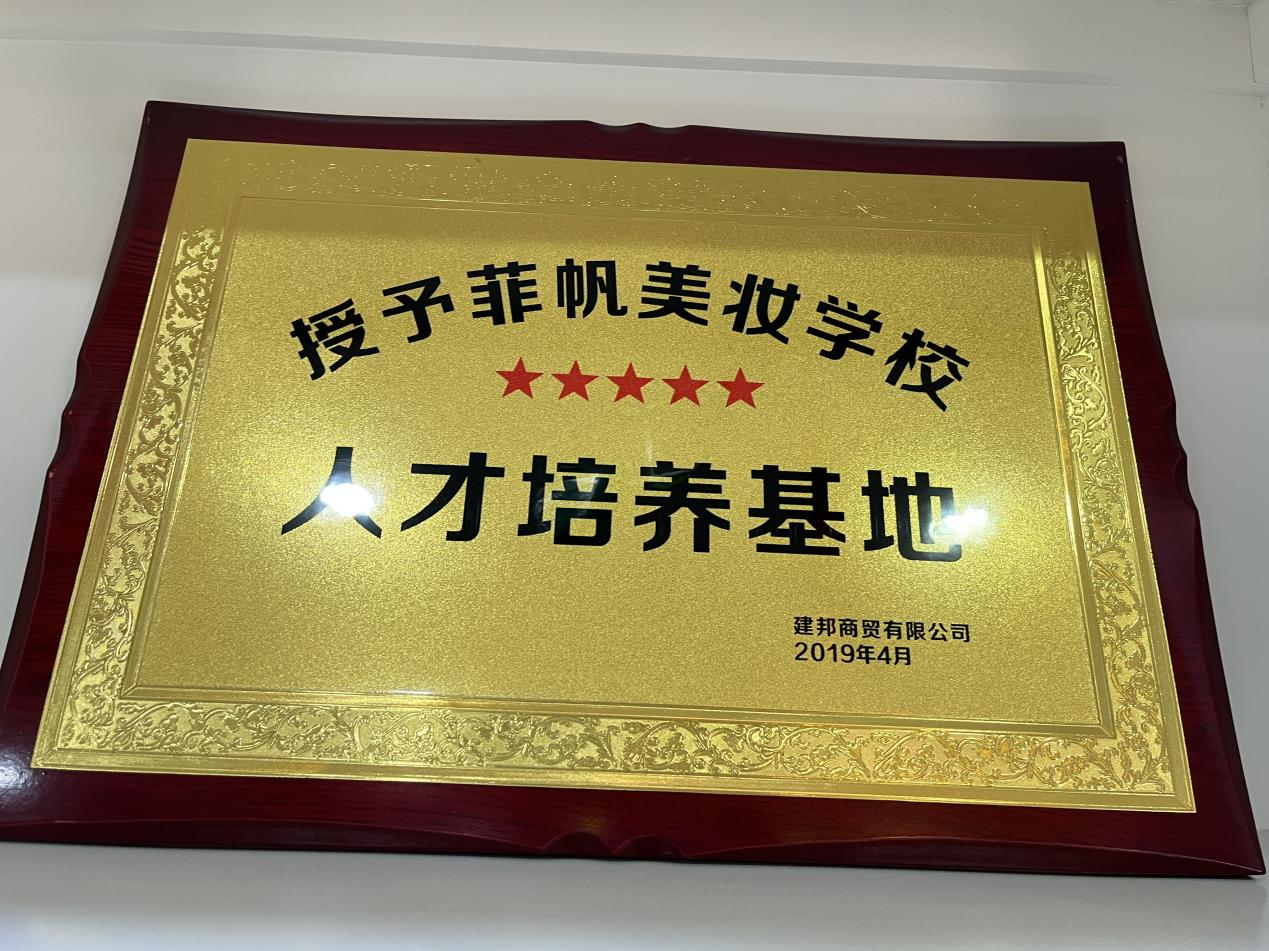 授予菲帆美妆学校
★★★★★
人才培养基地
建邦商贸有限公司
2019年4月